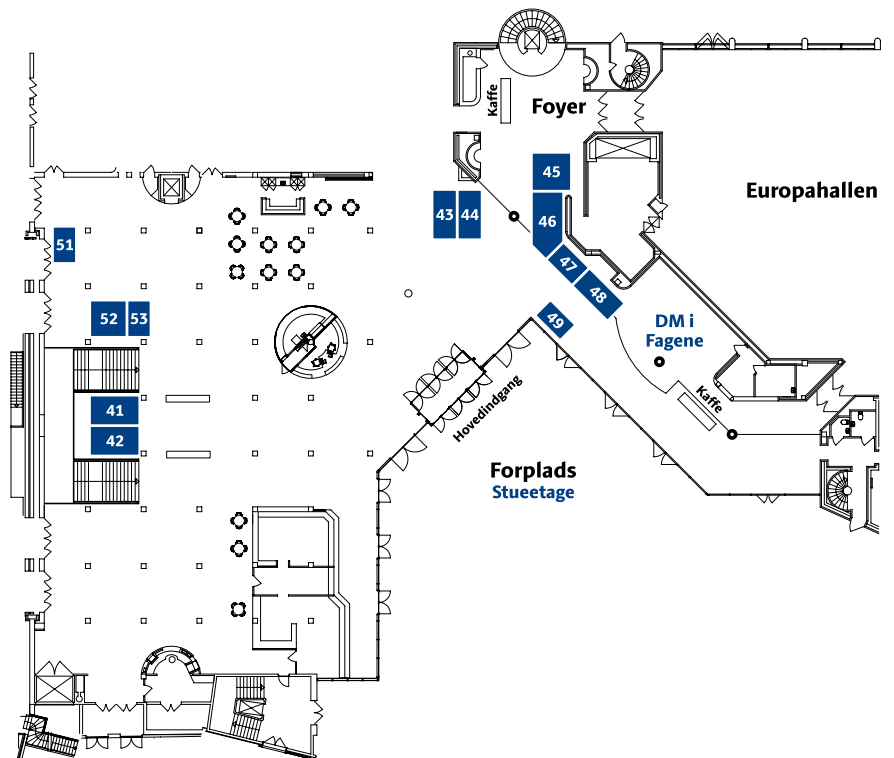 Kaffe
Foyer
45
Europahallen
43
44
46
51
47
48
52
53
49
DM i
Fagene
41
Kaffe
Hovedindgang
42
Forplads
Stueetage